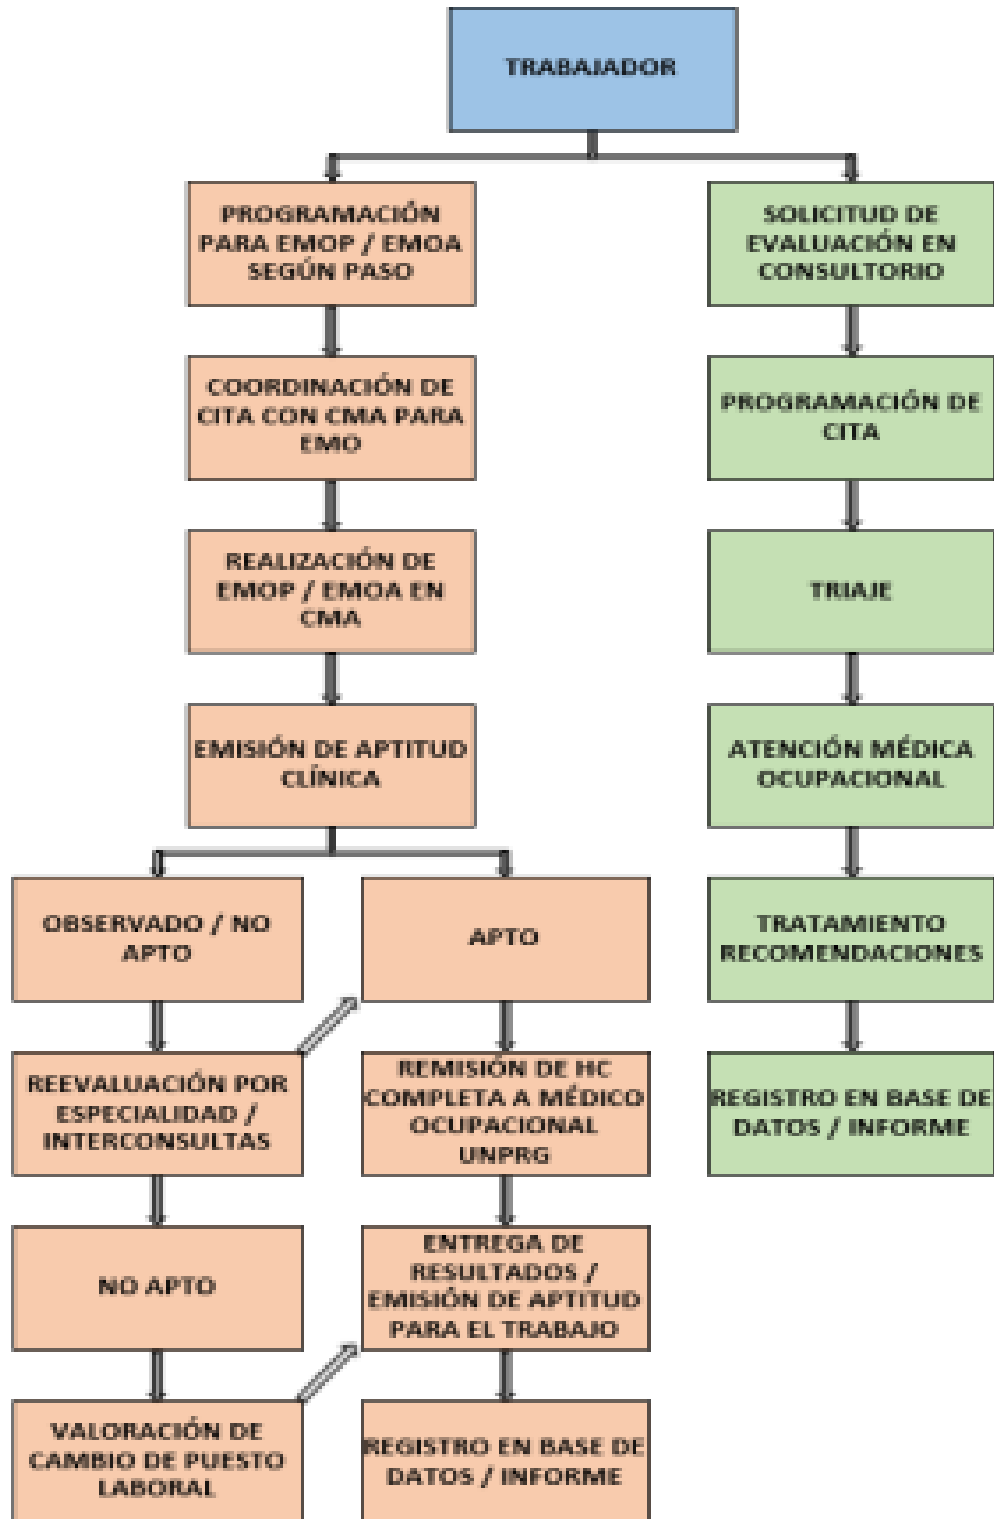 TRABAJADOR
PROGRAMACIÓN
PARA EMOP / EMOA
SEGÚN PASO
COORDINACIÓN DE
CITA CON CMA PARA
EMO
REALIZACIÓN DE
EMOP / EMOA EN
CMA
EMISIÓN DE APTITUD
CLÍNICA
OBSERVADO / NO
APTO
REEVALUACIÓN POR
ESPECIALIDAD /
INTERCONSULTAS
NO APTO
VALORACIÓN DE
CAMBIO DE PUESTO
LABORAL
APTO
REMISIÓN DE HC
COMPLETA A MÉDICO
OCUPACIONAL
UNPRG
ENTREGA DE
RESULTADOS /
EMISIÓN DE APTITUD
PARA EL TRABAJO
REGISTRO EN BASE DE
DATOS / INFORME
SOLICITUD DE
EVALUACIÓN EN
CONSULTORIO
PROGRAMACIÓN DE
CITA
TRIAJE
ATENCIÓN MÉDICA
OCUPACIONAL
TRATAMIENTO
RECOMENDACIONES
REGISTRO EN BASE DE
DATOS / INFORME